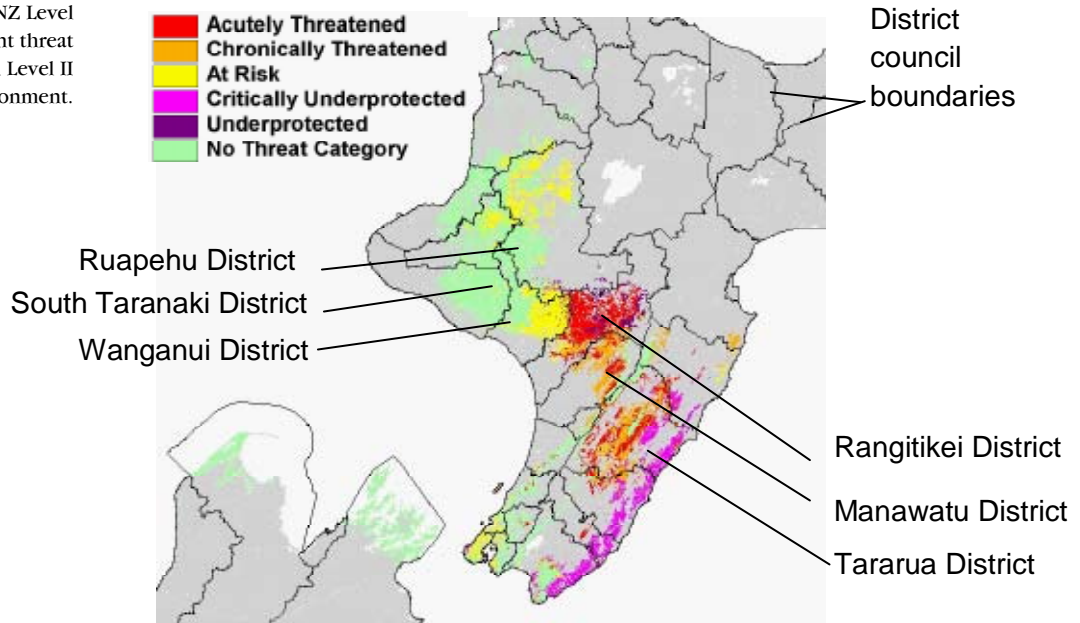 NZ Level
nt threat
Level II
onment.
Acutely Threatened
Chronically Threatened
At Risk
Critically Underprotected
Underprotected
No Threat Category
District
council
boundaries
Ruapehu District
South Taranaki District
Wanganui District
Rangitikei District
Manawatu District
Tararua District